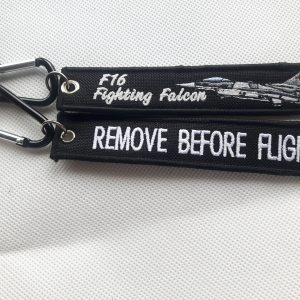 F16
Fighting Falcon
REMOVE BEFORE FLIGH